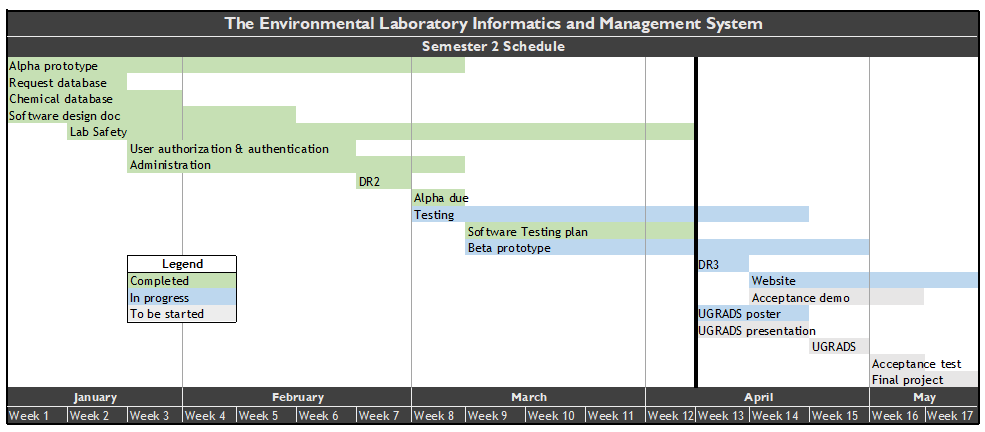 The Environmental Laboratory Informatics and Management System
Semester 2 Schedule
Alpha prototype
Request database
Chemical database
Software design doc
Lab Safety
User authorization & authentication
Administration
DR2
Alpha due
Testing
Software Testing plan
Beta prototype
DR3
Website
Acceptance demo
UGRADS poster
UGRADS presentation
UGRADS
Acceptance test
Final project
Legend
Completed
In progress
To be started
January February March April May
Week 1 Week 2 Week 3 Week 4 Week 5 Week 6 Week 7 Week 8 Week 9 Week 10 Week 11 Week 12 Week 13 Week 14 Week 15 Week 16 Week 17